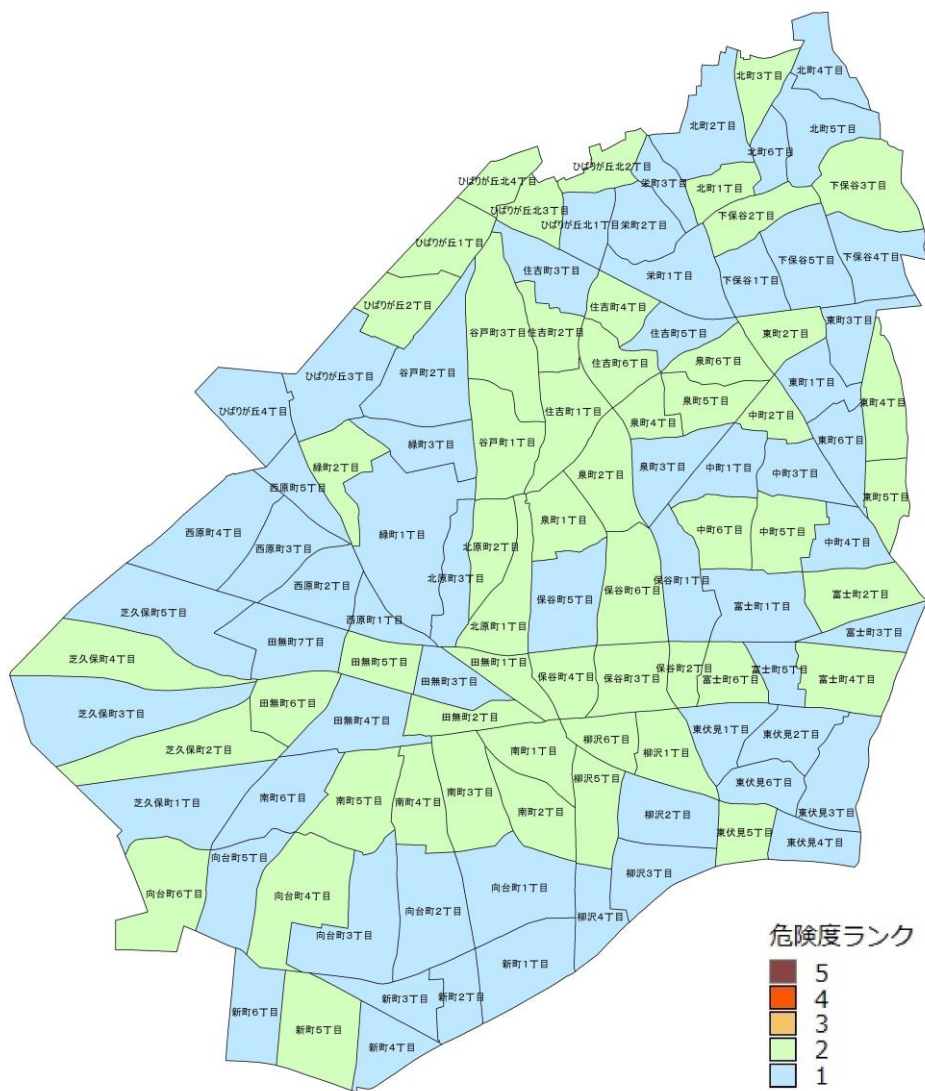 北町4丁目
北町3丁目
北町2丁目
北町5丁目
北町6丁目
ひばりが丘北2丁目
ひばりが丘北4丁目
栄町3丁目
北町1丁目
下保谷3丁目
ひばりが丘北3丁目
下保谷2丁目
ひばりが丘北1丁目
栄町2丁目
ひばりが丘1丁目
下保谷5丁目
下保谷4丁目
住吉町3丁目
栄町1丁目
下保谷1丁目
ひばりが丘2丁目
住吉町4丁目
東町3丁目
谷戸町3丁目
住吉町2丁目
住吉町5丁目
東町2丁目
住吉町6丁目
泉町6丁目
ひばりが丘3丁目
谷戸町2丁目
東町1丁目
泉町5丁目
東町4丁目
ひばりが丘4丁目
住吉町1丁目
中町2丁目
泉町4丁目
緑町3丁目
谷戸町1丁目
東町6丁目
緑町2丁目
泉町3丁目
中町1丁目
中町3丁目
泉町2丁目
西原町5丁目
東町5丁目
泉町1丁目
中町6丁目
中町5丁目
西原町4丁目
緑町1丁目
中町4丁目
西原町3丁目
北原町2丁目
北原町3丁目
保谷町1丁目
西原町2丁目
保谷町6丁目
富士町2丁目
保谷町5丁目
芝久保町5丁目
富士町1丁目
西原町1丁目
北原町1丁目
富士町3丁目
田無町7丁目
芝久保町4丁目
田無町5丁目
田無町1丁目
保谷町2丁目
富士町5丁目
保谷町4丁目
保谷町3丁目
富士町6丁目
富士町4丁目
田無町3丁目
田無町6丁目
芝久保町3丁目
田無町2丁目
田無町4丁目
東伏見1丁目
東伏見2丁目
柳沢6丁目
芝久保町2丁目
南町1丁目
柳沢1丁目
柳沢5丁目
東伏見6丁目
南町3丁目
南町6丁目
南町5丁目
南町4丁目
芝久保町1丁目
南町2丁目
柳沢2丁目
東伏見3丁目
東伏見5丁目
東伏見4丁目
向台町5丁目
柳沢3丁目
向台町6丁目
向台町4丁目
向台町1丁目
向台町2丁目
柳沢4丁目
向台町3丁目
新町1丁目
新町3丁目
新町2丁目
新町6丁目
新町5丁目
新町4丁目
危険度ランク
5
4
3
2
1